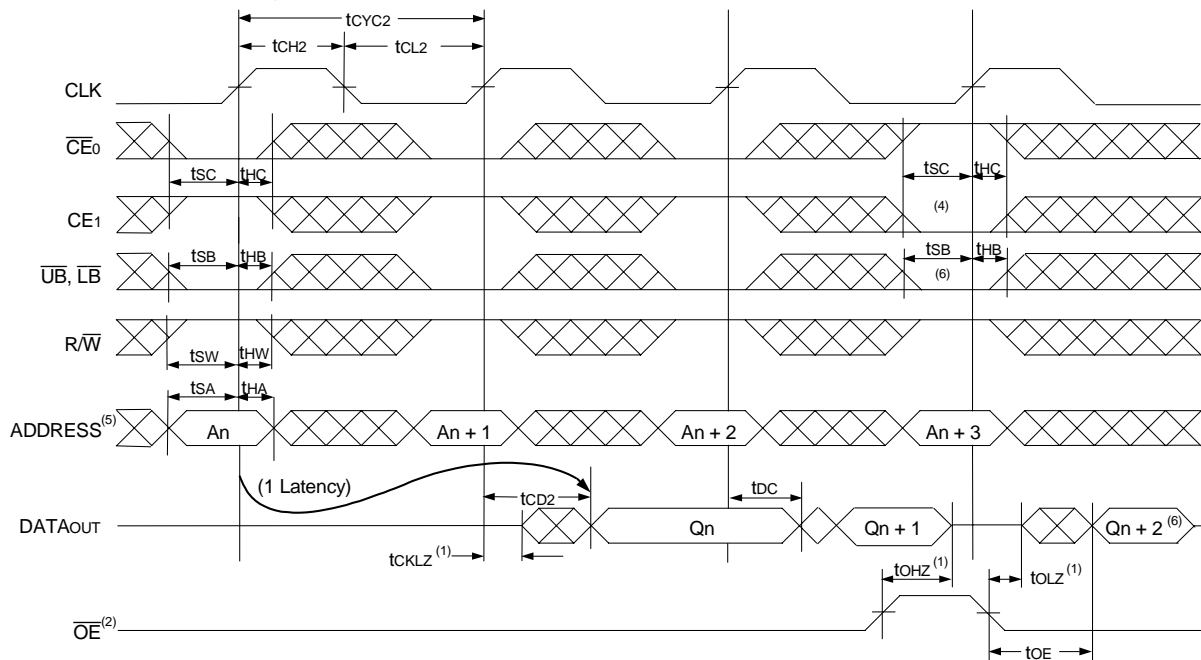 tCYC2
tCH2 tCL2
CLK
CE0
tSC tHC tSC tHC
CE1 (4)
tSB tHB tSB tHB
UB, LB (6)
R/W
tSW tHW
tSA tHA
ADDRESS(5) An An + 1 An + 2 An + 3
(1 Latency) tCD2 tDC
DATAOUT Qn Qn + 1 Qn + 2 (6)
tCKLZ (1) tOHZ (1) tOLZ (1)
OE(2)
tOE